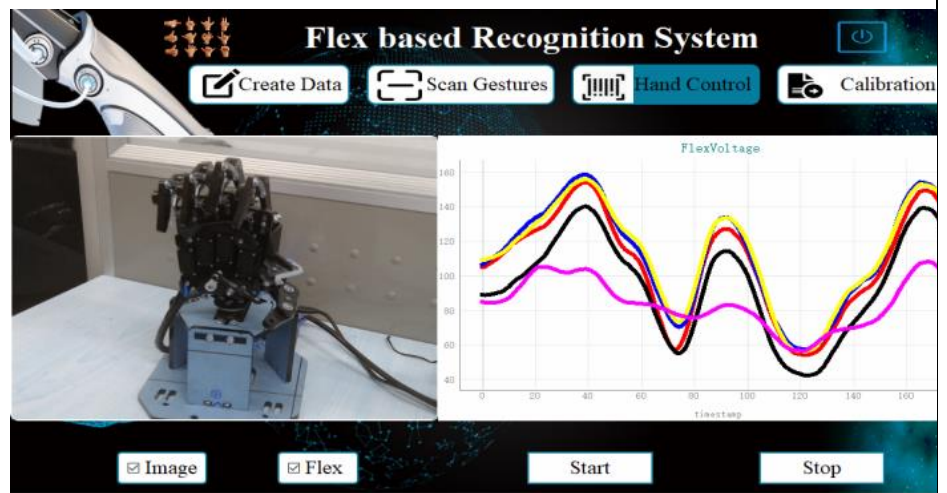 Flex based Recognition System
Create Data Scan Gestures Hand Control Calibration
FlexVoltage
160
140
120
100
80
60
40
0 20 40 60 80 100 120 140 160
timestamp
Image Flex Start Stop